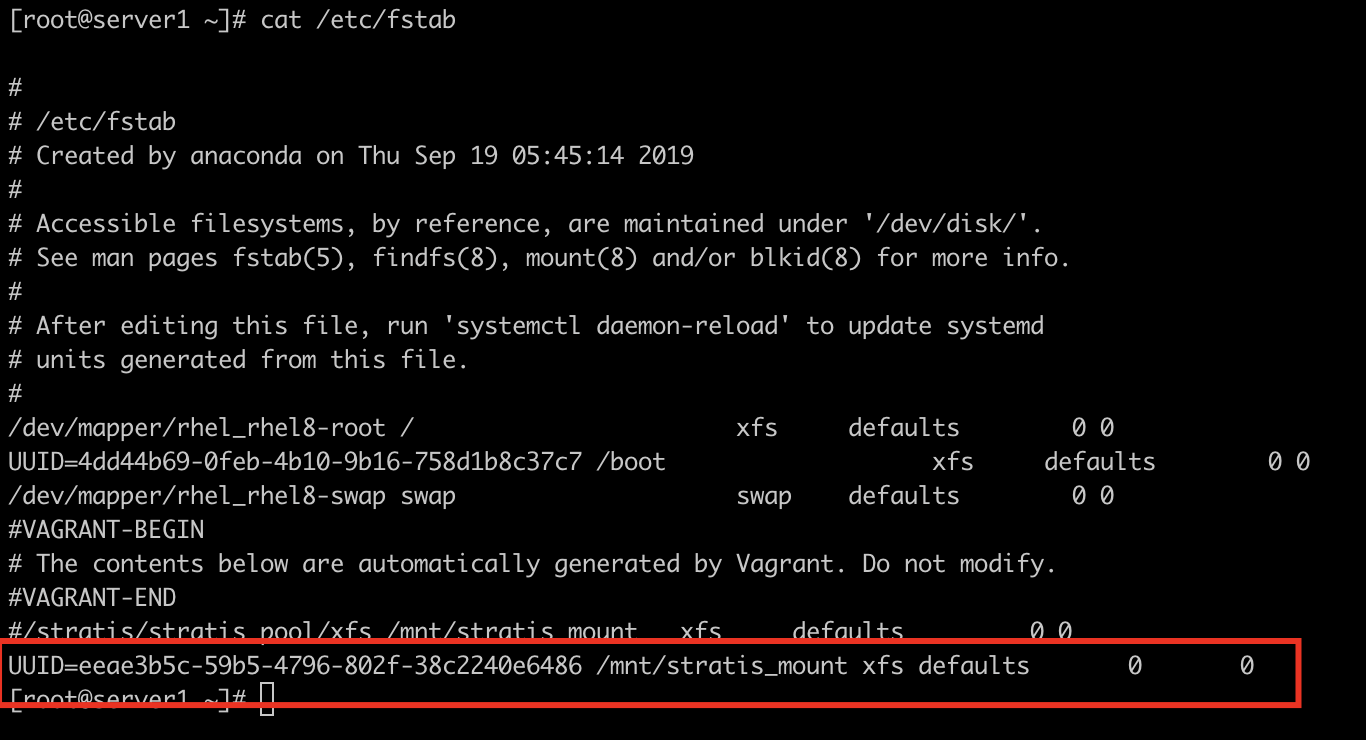 [root@server1 ~]# cat /etc/fstab
#
# /etc/fstab
# Created by anaconda on Thu Sep 19 05:45:14 2019
#
# Accessible filesystems, by reference, are maintained under '/dev/disk/'.
# See man pages fstab(5), findfs(8), mount(8) and/or blkid(8) for more info.
#
# After editing this file, run 'systemctl daemon-reload' to update systemd
# units generated from this file.
#
/dev/mapper/rhel_rhel8-root /                       xfs     defaults        0 0
UUID=4dd44b69-0feb-4b10-9b16-758d1b8c37c7 /boot                   xfs     defaults        0 0
/dev/mapper/rhel_rhel8-swap swap                    swap    defaults        0 0
#VAGRANT-BEGIN
# The contents below are automatically generated by Vagrant. Do not modify.
#VAGRANT-END
#/stratis/stratis_pool/xfs /mnt/stratis_mount   xfs     defaults         0 0
UUID=eeae3b5c-59b5-4796-802f-38c2240e6486 /mnt/stratis_mount xfs defaults       0       0
[root@server1 ~]#